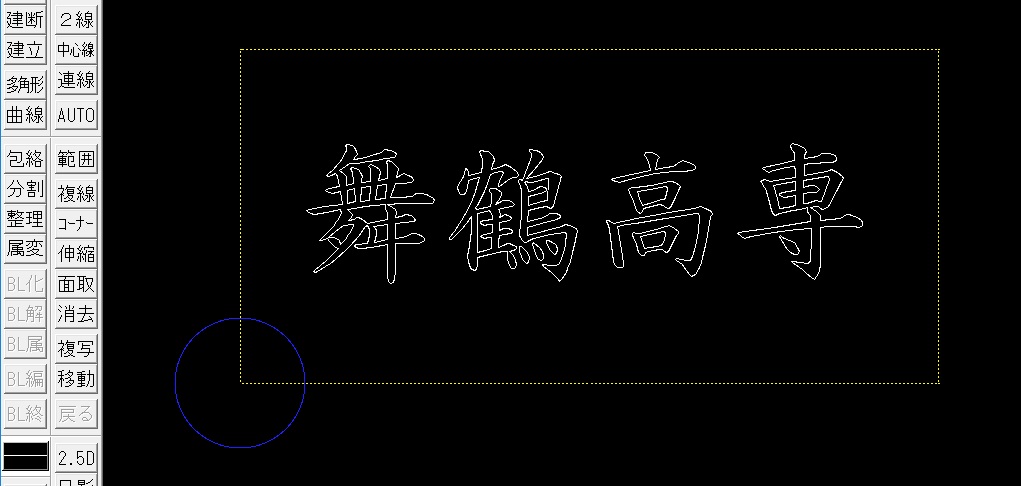 建断 2線
建立 中心線
多角形 連線
曲線 AUTO
包絡 範囲
分割 複線
整理 コーナー
属変 伸縮
BL化 面取
BL解 消去
BL属 複写
BL編 移動
BL終 戻る
2.5D
舞鶴高専